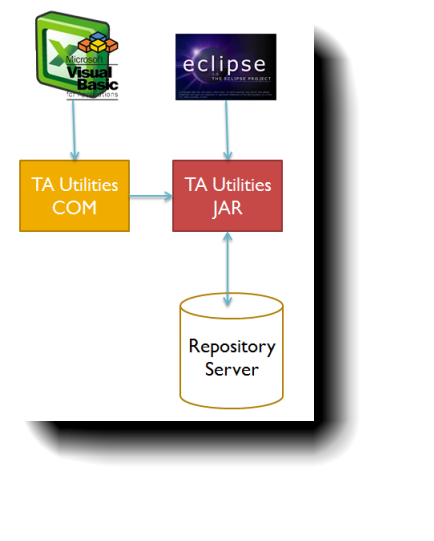 Microsoft
Visual
Basic
for Applications
eclipse
THE ECLIPSE PROJECT
TA Utilities
COM
TA Utilities
JAR
Repository
Server